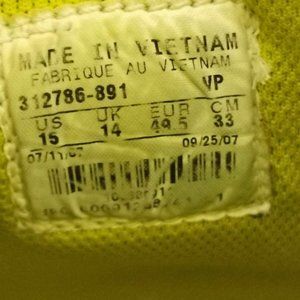 MADE IN VIETNAM
FABRIQUE AU VIETNAM
312786-891 VP
US UK EUR CM
15 14 49.5 33
07/11/07 09/25/07